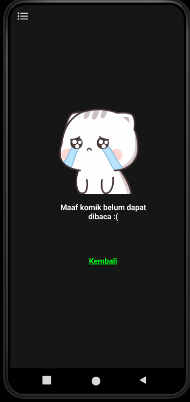 Maaf komik belum dapat
dibaca :(
Kembali